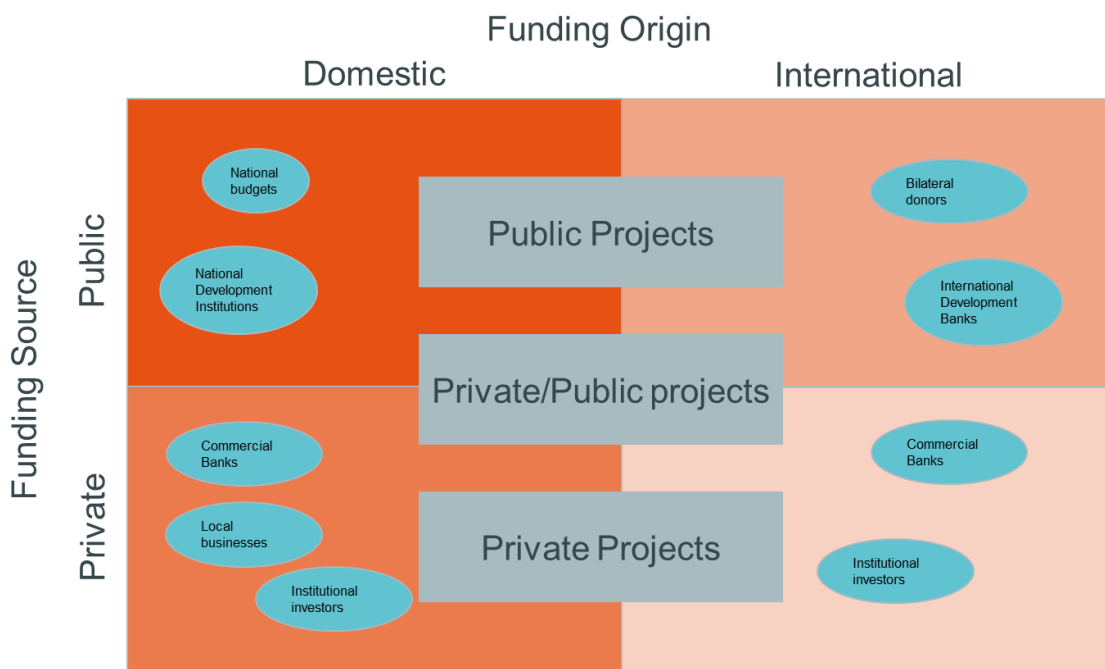 Funding Origin
Domestic
International
Funding Source
Public
Private
National
budgets
National
Development
Institutions
Public Projects
Bilateral
donors
International
Development
Banks
Private/Public projects
Commercial
Banks
Local
businesses
Institutional
investors
Private Projects
Commercial
Banks
Institutional
investors